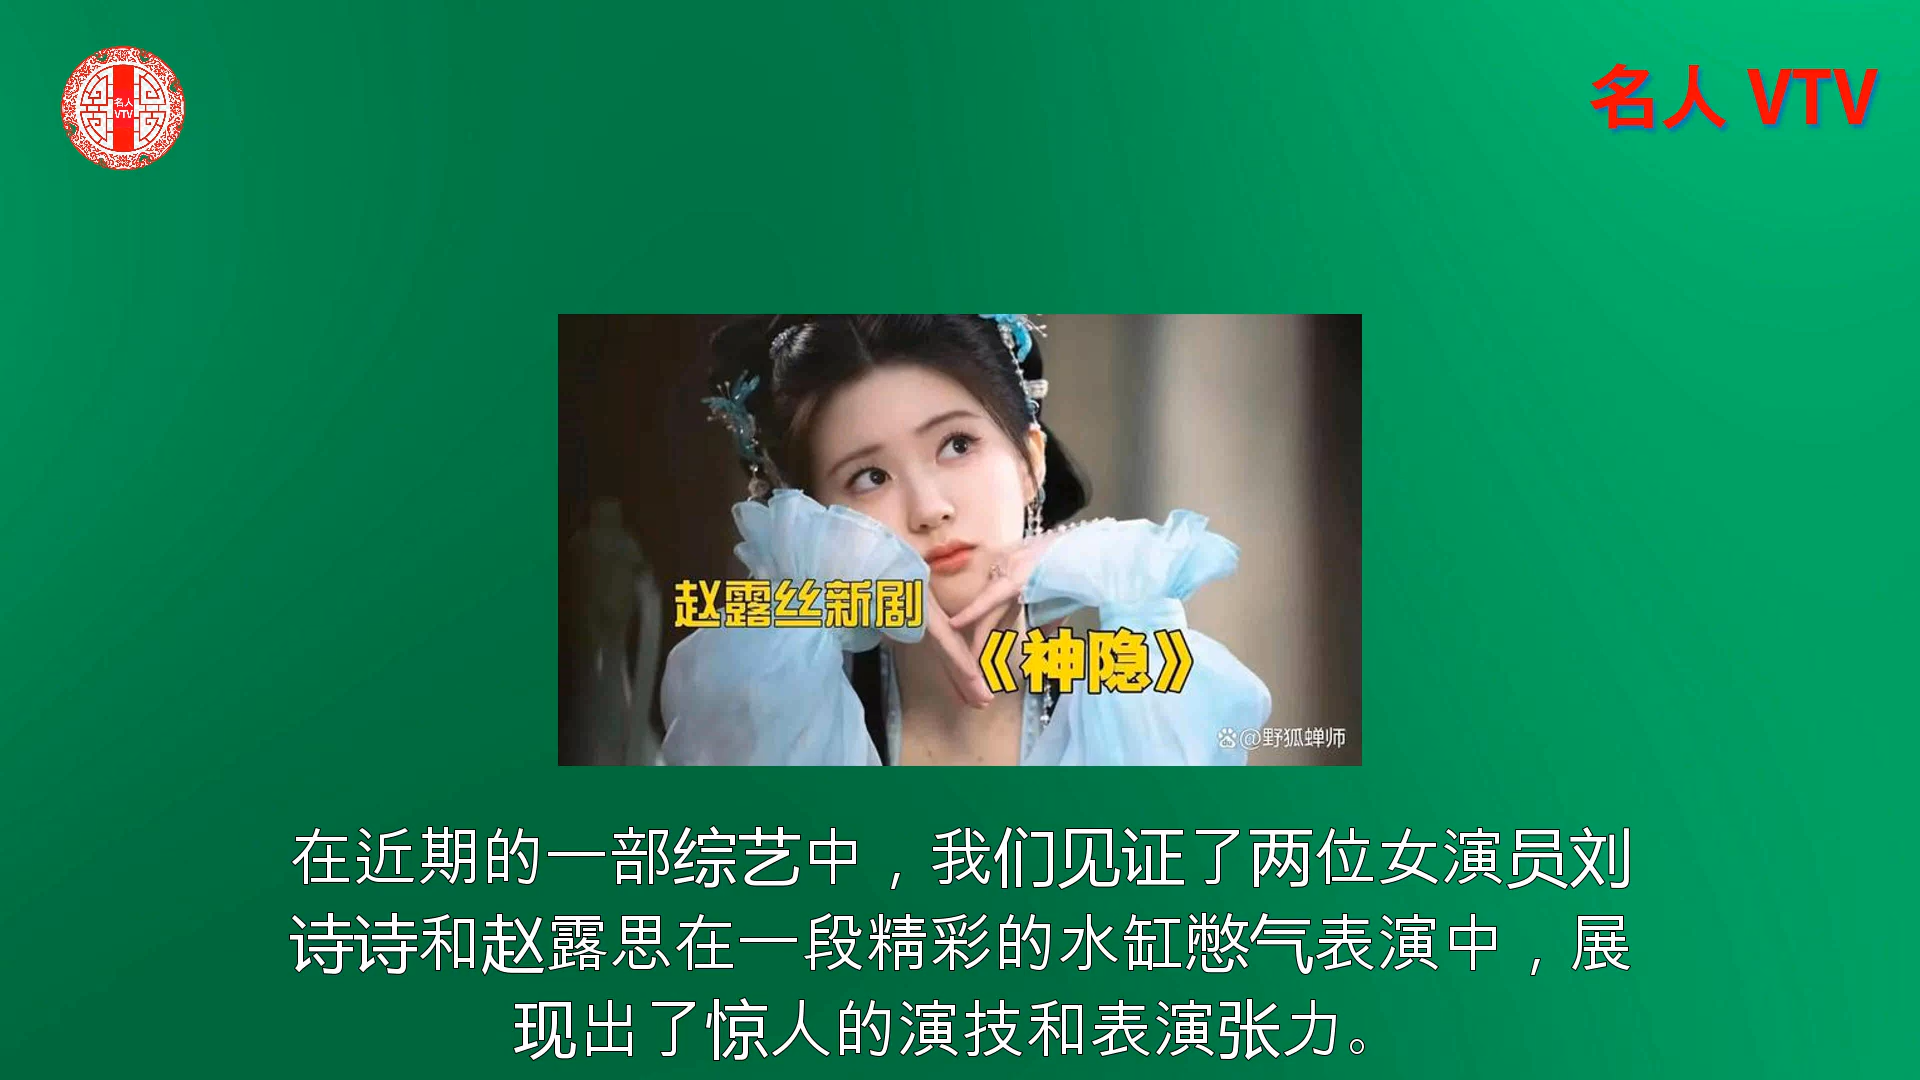 名人
VTV
名人 VTV
赵露丝新剧
《神隐》
@野狐蝉师
在近期的一部综艺中，我们见证了两位女演员刘
诗诗和赵露思在一段精彩的水缸憋气表演中，展
现出了惊人的演技和表演张力。